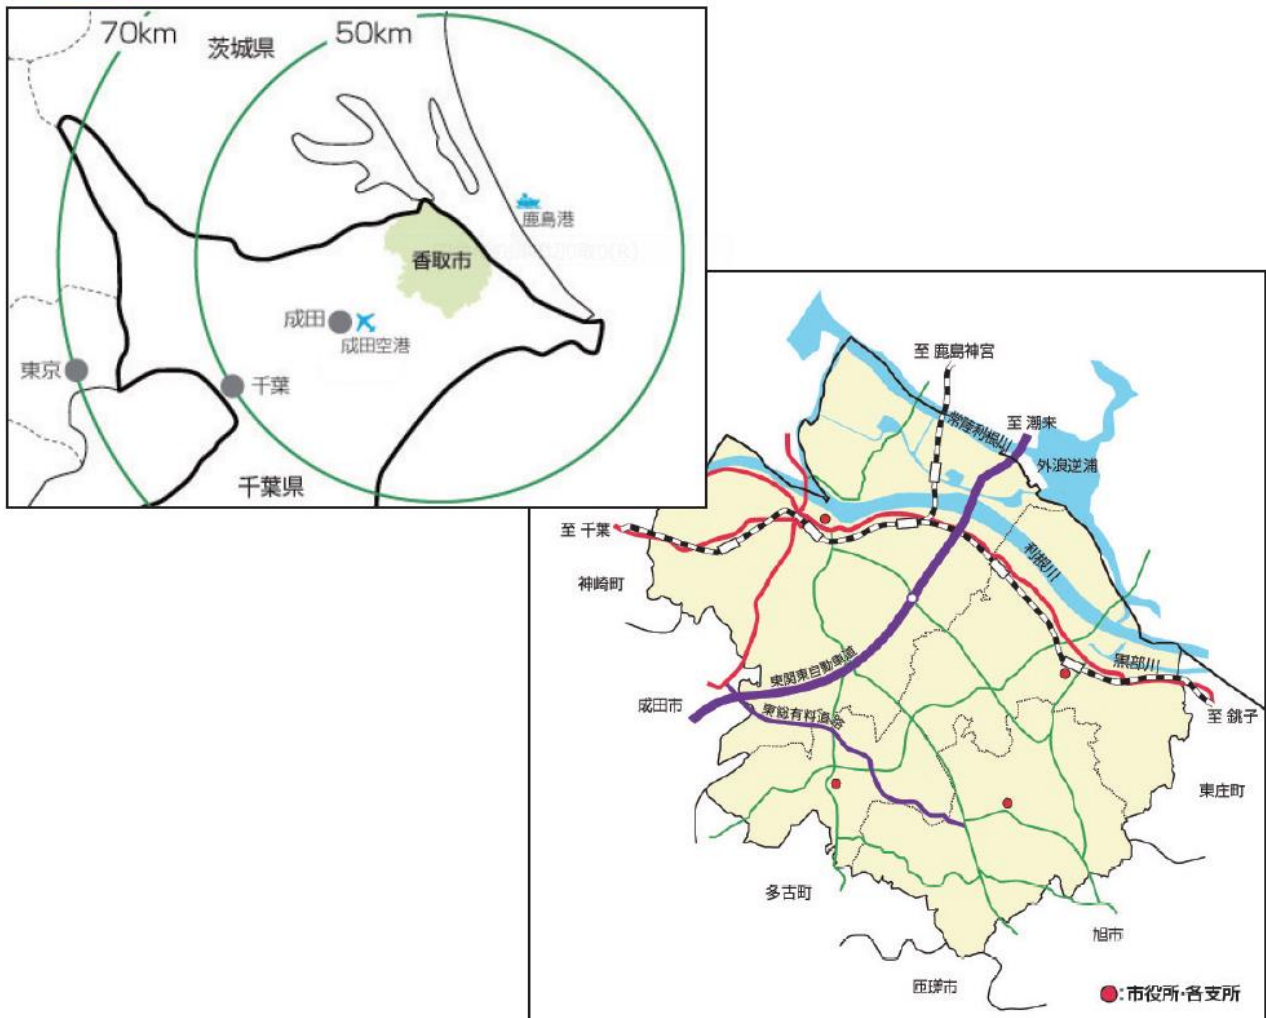 70km
50km
茨城県
鹿島港
香取市
成田
成田空港
東京
千葉
千葉県
至 鹿島神宮
常陸利根川
至 潮来
外浪逆浦
至 千葉
利根川
神崎町
黒部川
東関東自動車道
成田市
東総有料道路
至 銚子
東庄町
多古町
旭市
匝瑳市
:市役所・各支所